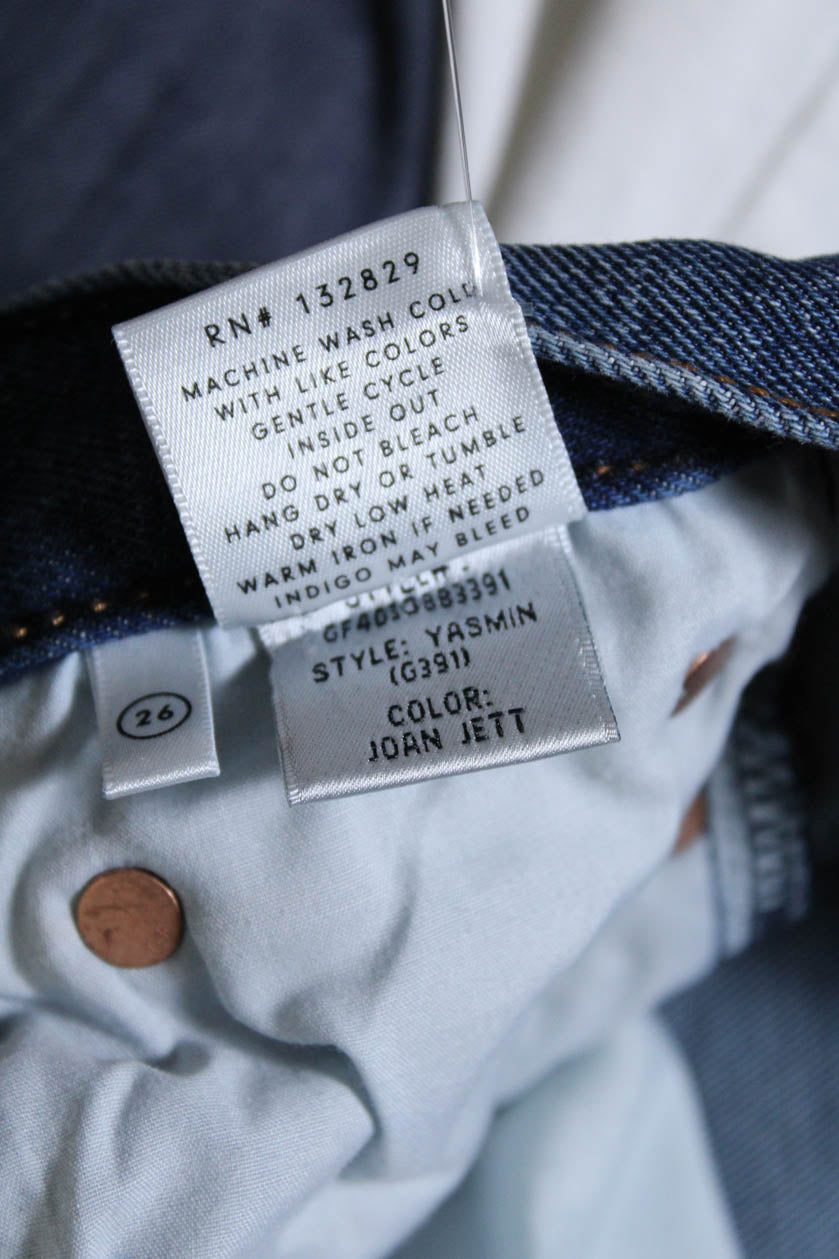 RN# 132829
MACHINE WASH COLD
WITH LIKE COLORS
GENTLE CYCLE
INSIDE OUT
DO NOT BLEACH
HANG DRY OR TUMBLE
DRY LOW HEAT
WARM IRON IF NEEDED
INDIGO MAY BLEED
STYLE: YASMIN
(G391)
COLOR:
JOAN JETT
26